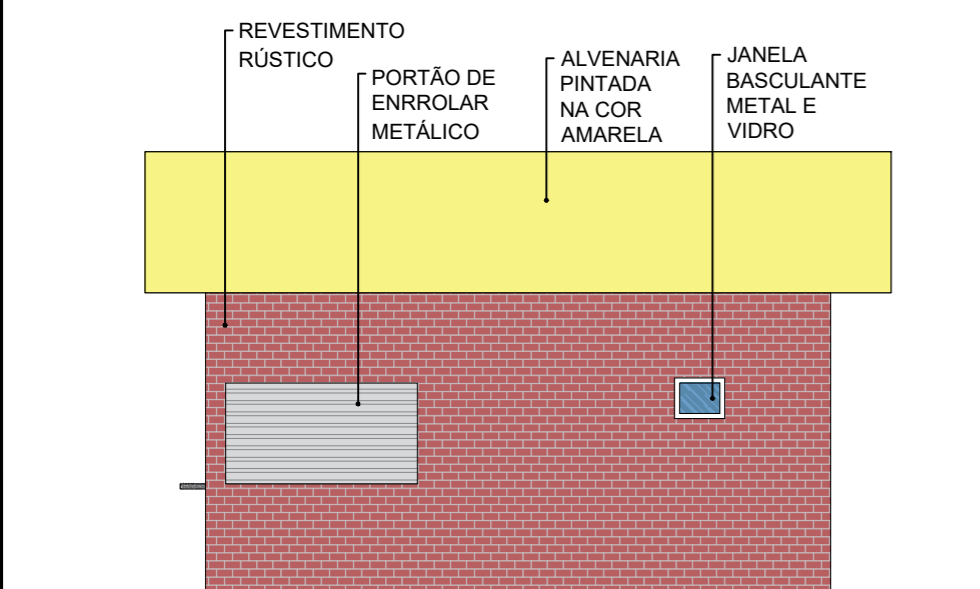 REVESTIMENTO
RÚSTICO
PORTÃO DE
ENRROLAR
METÁLICO
ALVENARIA
PINTADA
NA COR
AMARELA
JANELA
BASCULANTE
METAL E
VIDRO